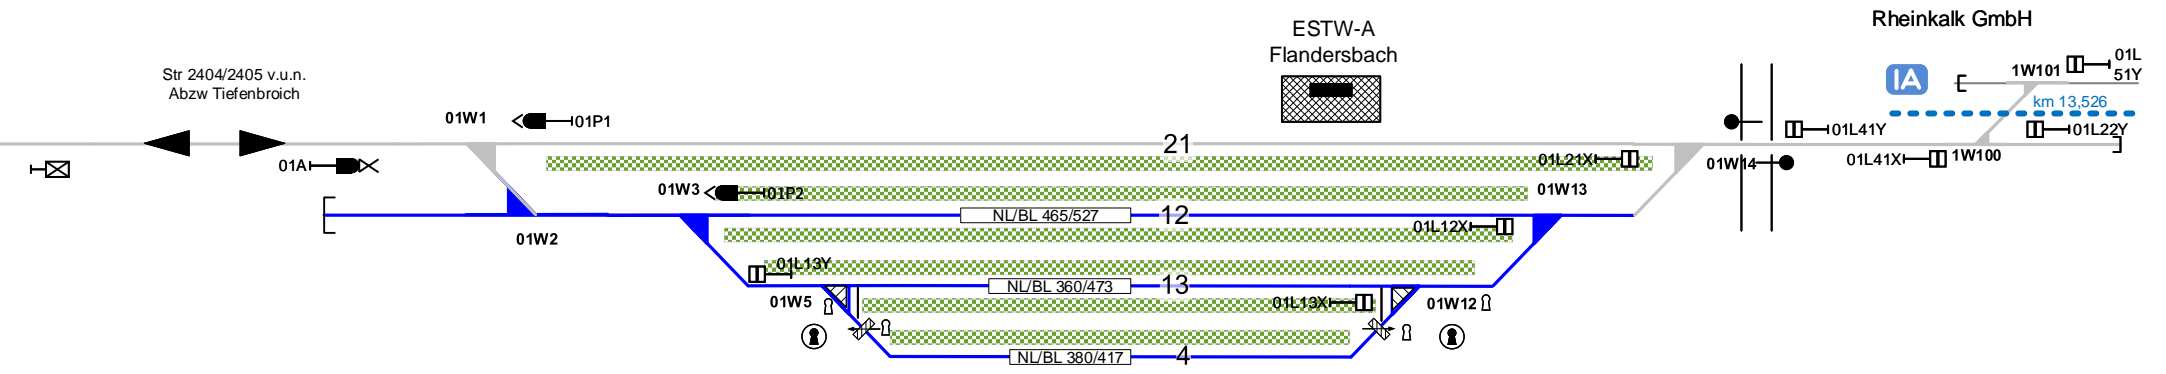 Rheinkalk GmbH
ESTW-A
Flandersbach
Str 2404/2405 v.u.n.
Abzw Tiefenbroich
01L
51Y
1W101
IA
km 13,526
01W1
01P1
01L41Y
01L22Y
21
01A
01L21X
01W14
01L41X
1W100
01W3
01P2
01W13
NL/BL 465/527
12
01W2
01L12X
01L13Y
NL/BL 360/473
13
01W5
01L13X
01W12
NL/BL 380/417
4